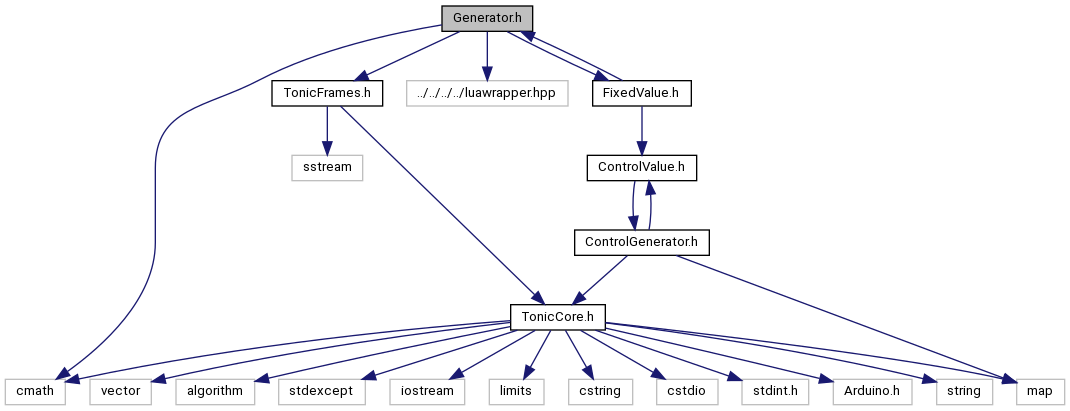 Generator.h
TonicFrames.h
../../../../luawrapper.hpp
FixedValue.h
sstream
ControlValue.h
ControlGenerator.h
TonicCore.h
cmath
vector
algorithm
stdexcept
iostream
limits
cstring
cstdio
stdint.h
Arduino.h
string
map